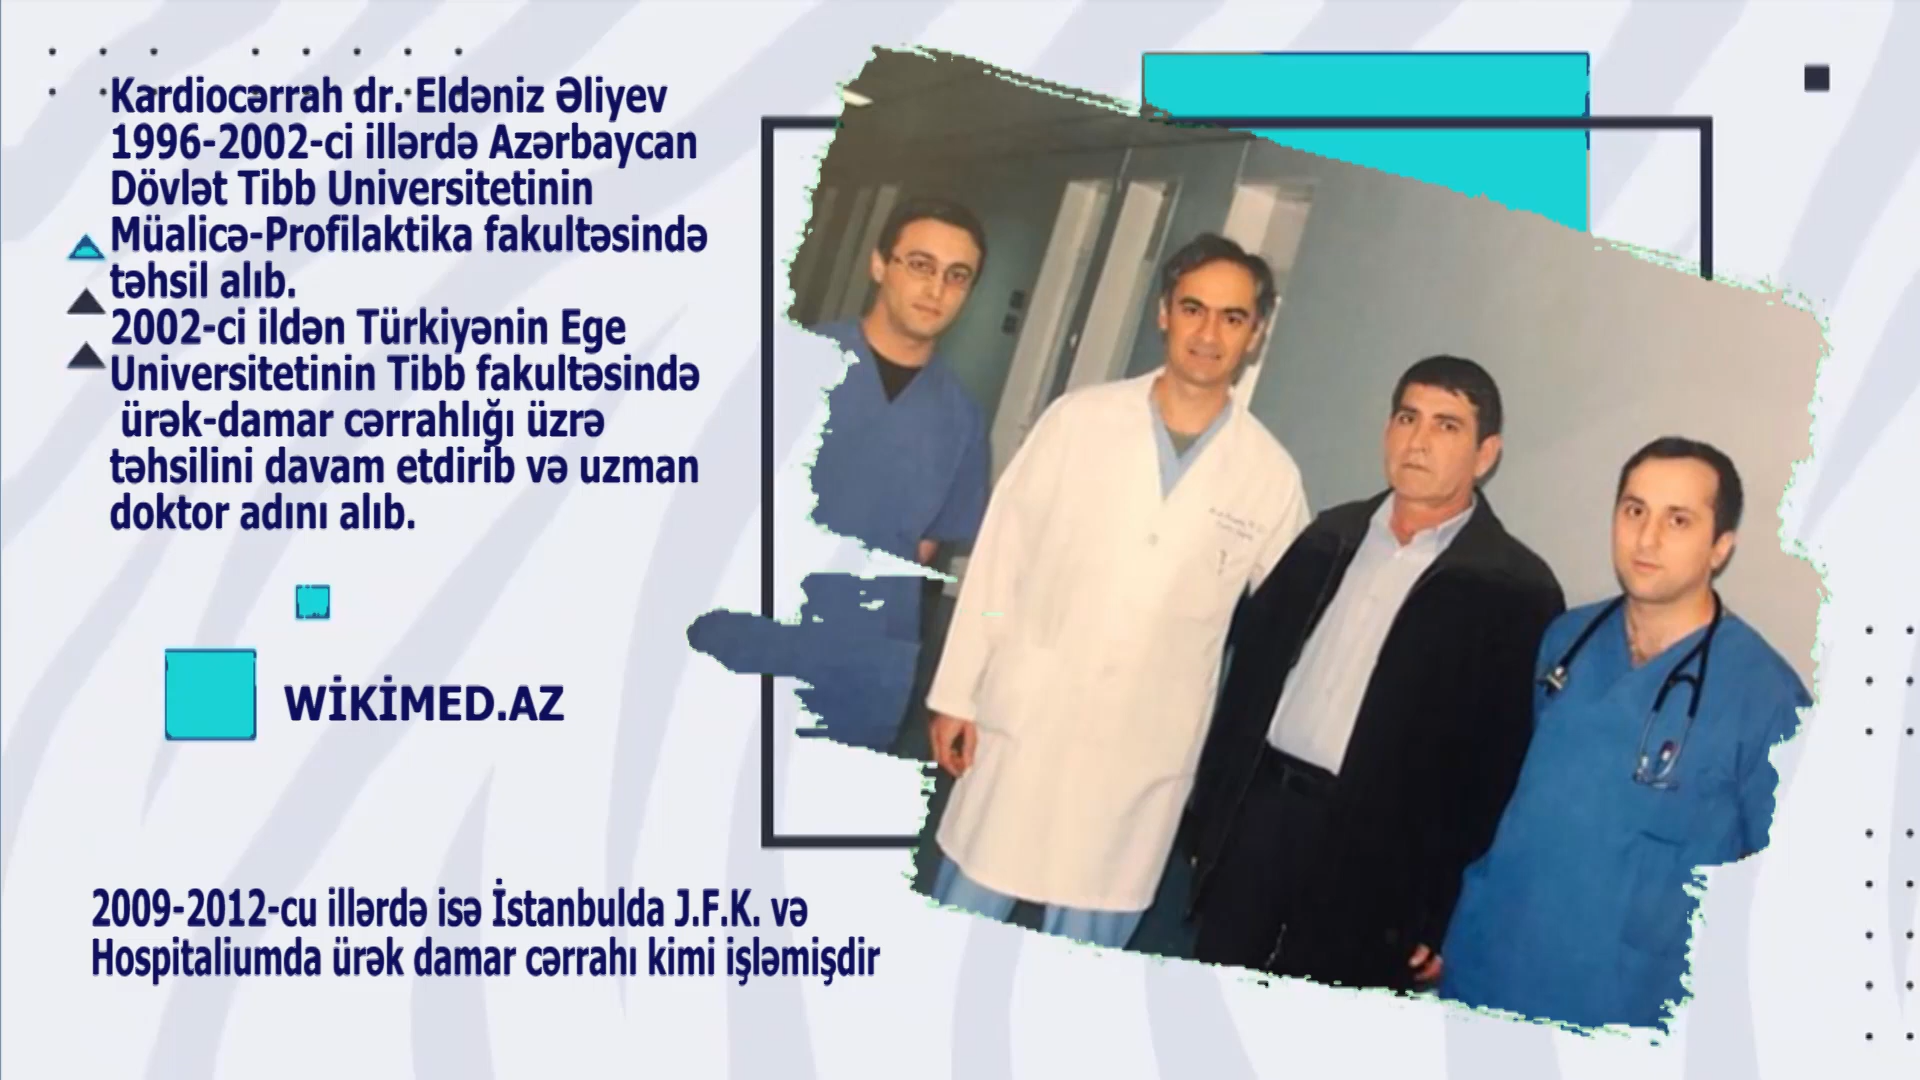 Kardiocərrah dr. Eldəniz Əliyev
1996-2002-ci illərdə Azərbaycan
Dövlət Tibb Universitetinin
Müalicə-Profilaktika fakultəsində
təhsil alıb.
2002-ci ildən Türkiyənin Ege
Universitetinin Tibb fakultəsində
ürək-damar cərrahlığı üzrə
təhsilini davam etdirib və uzman
doktor adını alıb.
WİKİMED.AZ
2009-2012-cu illərdə isə İstanbulda J.F.K. və
Hospitaliumda ürək damar cərrahı kimi işləmişdir